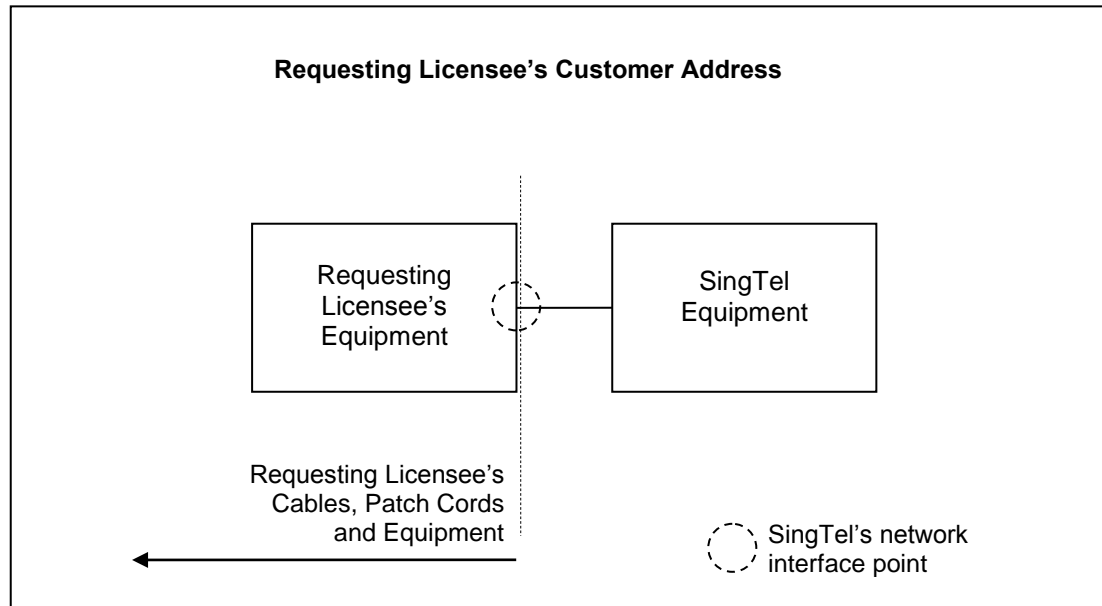 Requesting Licensee’s Customer Address
Requesting
Licensee’s
Equipment
SingTel
Equipment
Requesting Licensee’s
Cables, Patch Cords
and Equipment
SingTel’s network
interface point